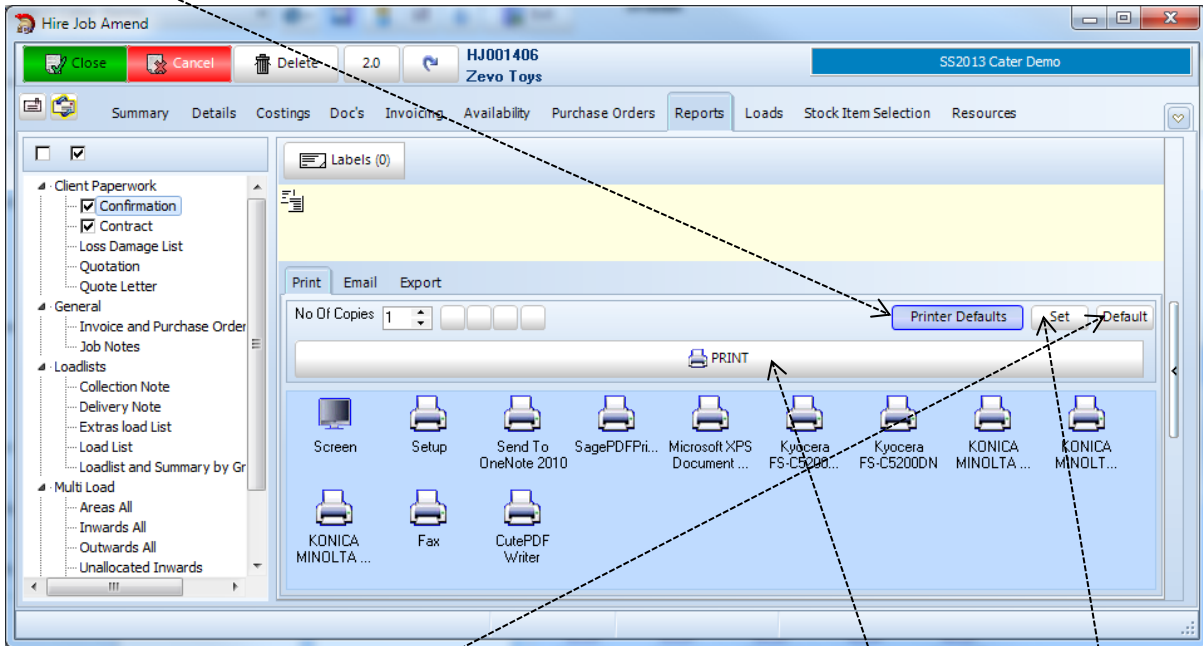 Hire Job Amend
Close Cancel Delete 2.0 HJ001406
Zevo Toys
SS2013 Cater Demo
Summary Details Costings Doc's Invoicing Availability Purchase Orders Reports Loads Stock Item Selection Resources
Client Paperwork
Confirmation
Contract
Loss Damage List
Quotation
Quote Letter
General
Invoice and Purchase Order
Job Notes
Loadlists
Collection Note
Delivery Note
Extras load List
Load List
Loadlist and Summary by Gr
Multi Load
Areas All
Inwards All
Outwards All
Unallocated Inwards
Labels (0)
Print Email Export
No Of Copies 1 Printer Defaults Set Default
PRINT
Screen
Setup
Send To
OneNote 2010
SagePDFPri...
Microsoft XPS
Document ...
Kyocera
FS-C5200...
Kyocera
FS-C5200DN
KONICA
MINOLTA ...
KONICA
MINOLT...
KONICA
MINOLTA ...
Fax
CutePDF
Writer